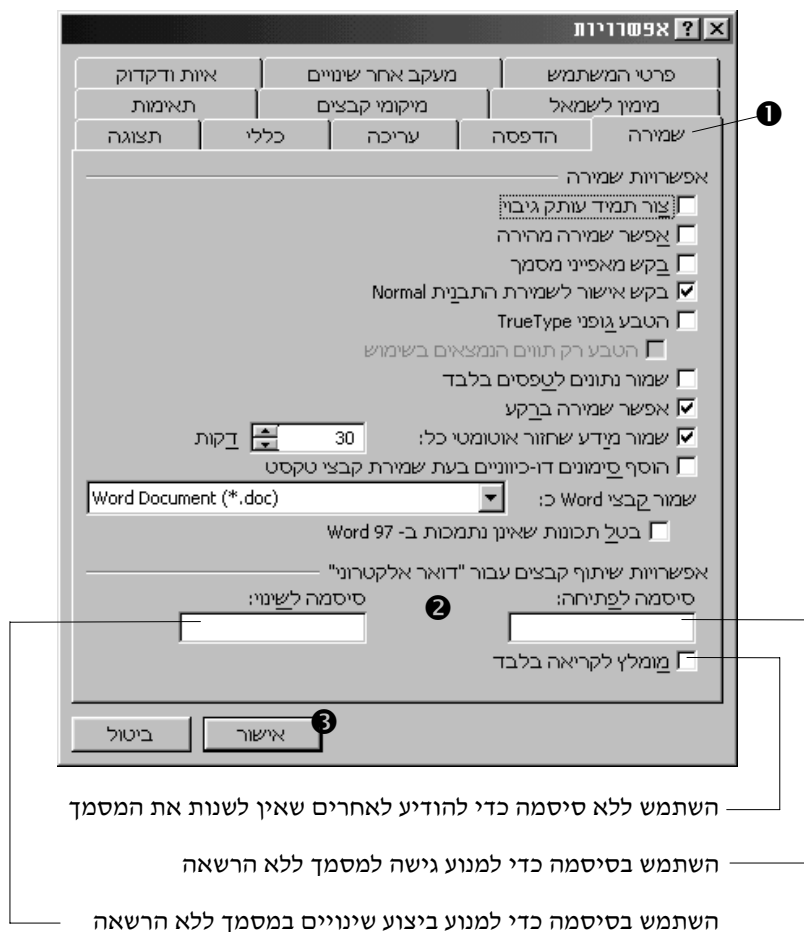 אפשרויות
פרטי המשתמש מעקב אחר שינויים איות ודקדוק
מימין לשמאל מיקומי קבצים תאימות
שמירה הדפסה עריכה כללי תצוגה
❶
אפשרויות שמירה
צור תמיד עותק גיבוי
אפשר שמירה מהירה
בקש מאפייני מסמך
בקש אישור לשמירת התבנית Normal
הטבע גופני TrueType
הטבע רק תווים הנמצאים בשימוש
שמור נתונים לטפסים בלבד
אפשר שמירה ברקע
שמור מידע שחזור אוטומטי כל: 30 דקות
הוסף סימונים דו-כיווניים בעת שמירת קבצי טקסט
שמור קבצי Word כ: Word Document (*.doc)
בטל תכונות שאינן נתמכות ב- Word 97
אפשרויות שיתוף קבצים עבור "דואר אלקטרוני"
סיסמה לפתיחה: ❷ סיסמה לשינוי:
מומלץ לקריאה בלבד
❸ אישור ביטול
השתמש ללא סיסמה כדי להודיע לאחרים שאין לשנות את המסמך
השתמש בסיסמה כדי למנוע גישה למסמך ללא הרשאה
השתמש בסיסמה כדי למנוע ביצוע שינויים במסמך ללא הרשאה